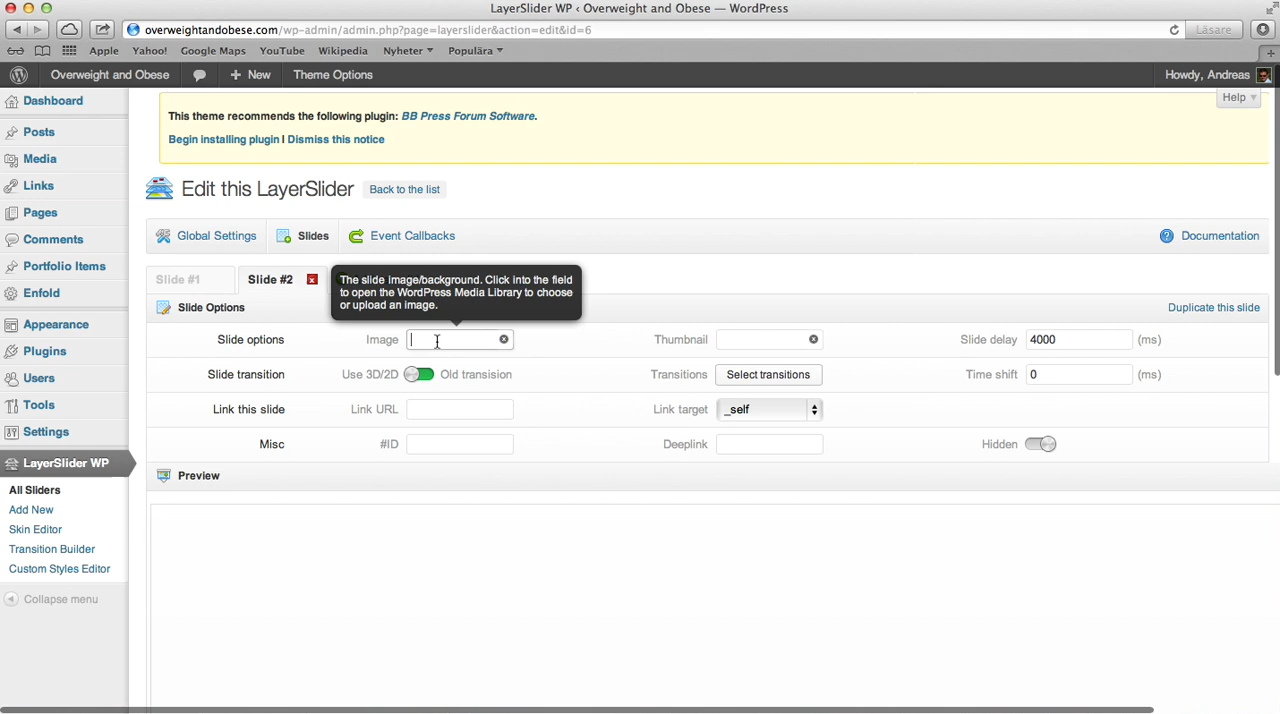 LayerSlider WP ‹ Overweight and Obese — WordPress
overweightandobese.com/wp-admin/admin.php?page=layerslider&action=edit&id=6
Läsare
Apple Yahoo! Google Maps YouTube Wikipedia Nyheter Populära
Overweight and Obese + New Theme Options Howdy, Andreas
Help
Dashboard
Posts
Media
Links
Pages
Comments
Portfolio Items
Enfold
Appearance
Plugins
Users
Tools
Settings
LayerSlider WP
All Sliders
Add New
Skin Editor
Transition Builder
Custom Styles Editor
Collapse menu
This theme recommends the following plugin: BB Press Forum Software.
Begin installing plugin | Dismiss this notice
Edit this LayerSlider Back to the list
Global Settings Slides Event Callbacks Documentation
Slide #1 Slide #2 x
The slide image/background. Click into the field
to open the WordPress Media Library to choose
or upload an image.
Slide Options Duplicate this slide
Slide options Image Thumbnail Slide delay 4000 (ms)
Slide transition Use 3D/2D Old transision Transitions Select transitions Time shift 0 (ms)
Link this slide Link URL Link target _self
Misc #ID Deeplink Hidden
Preview